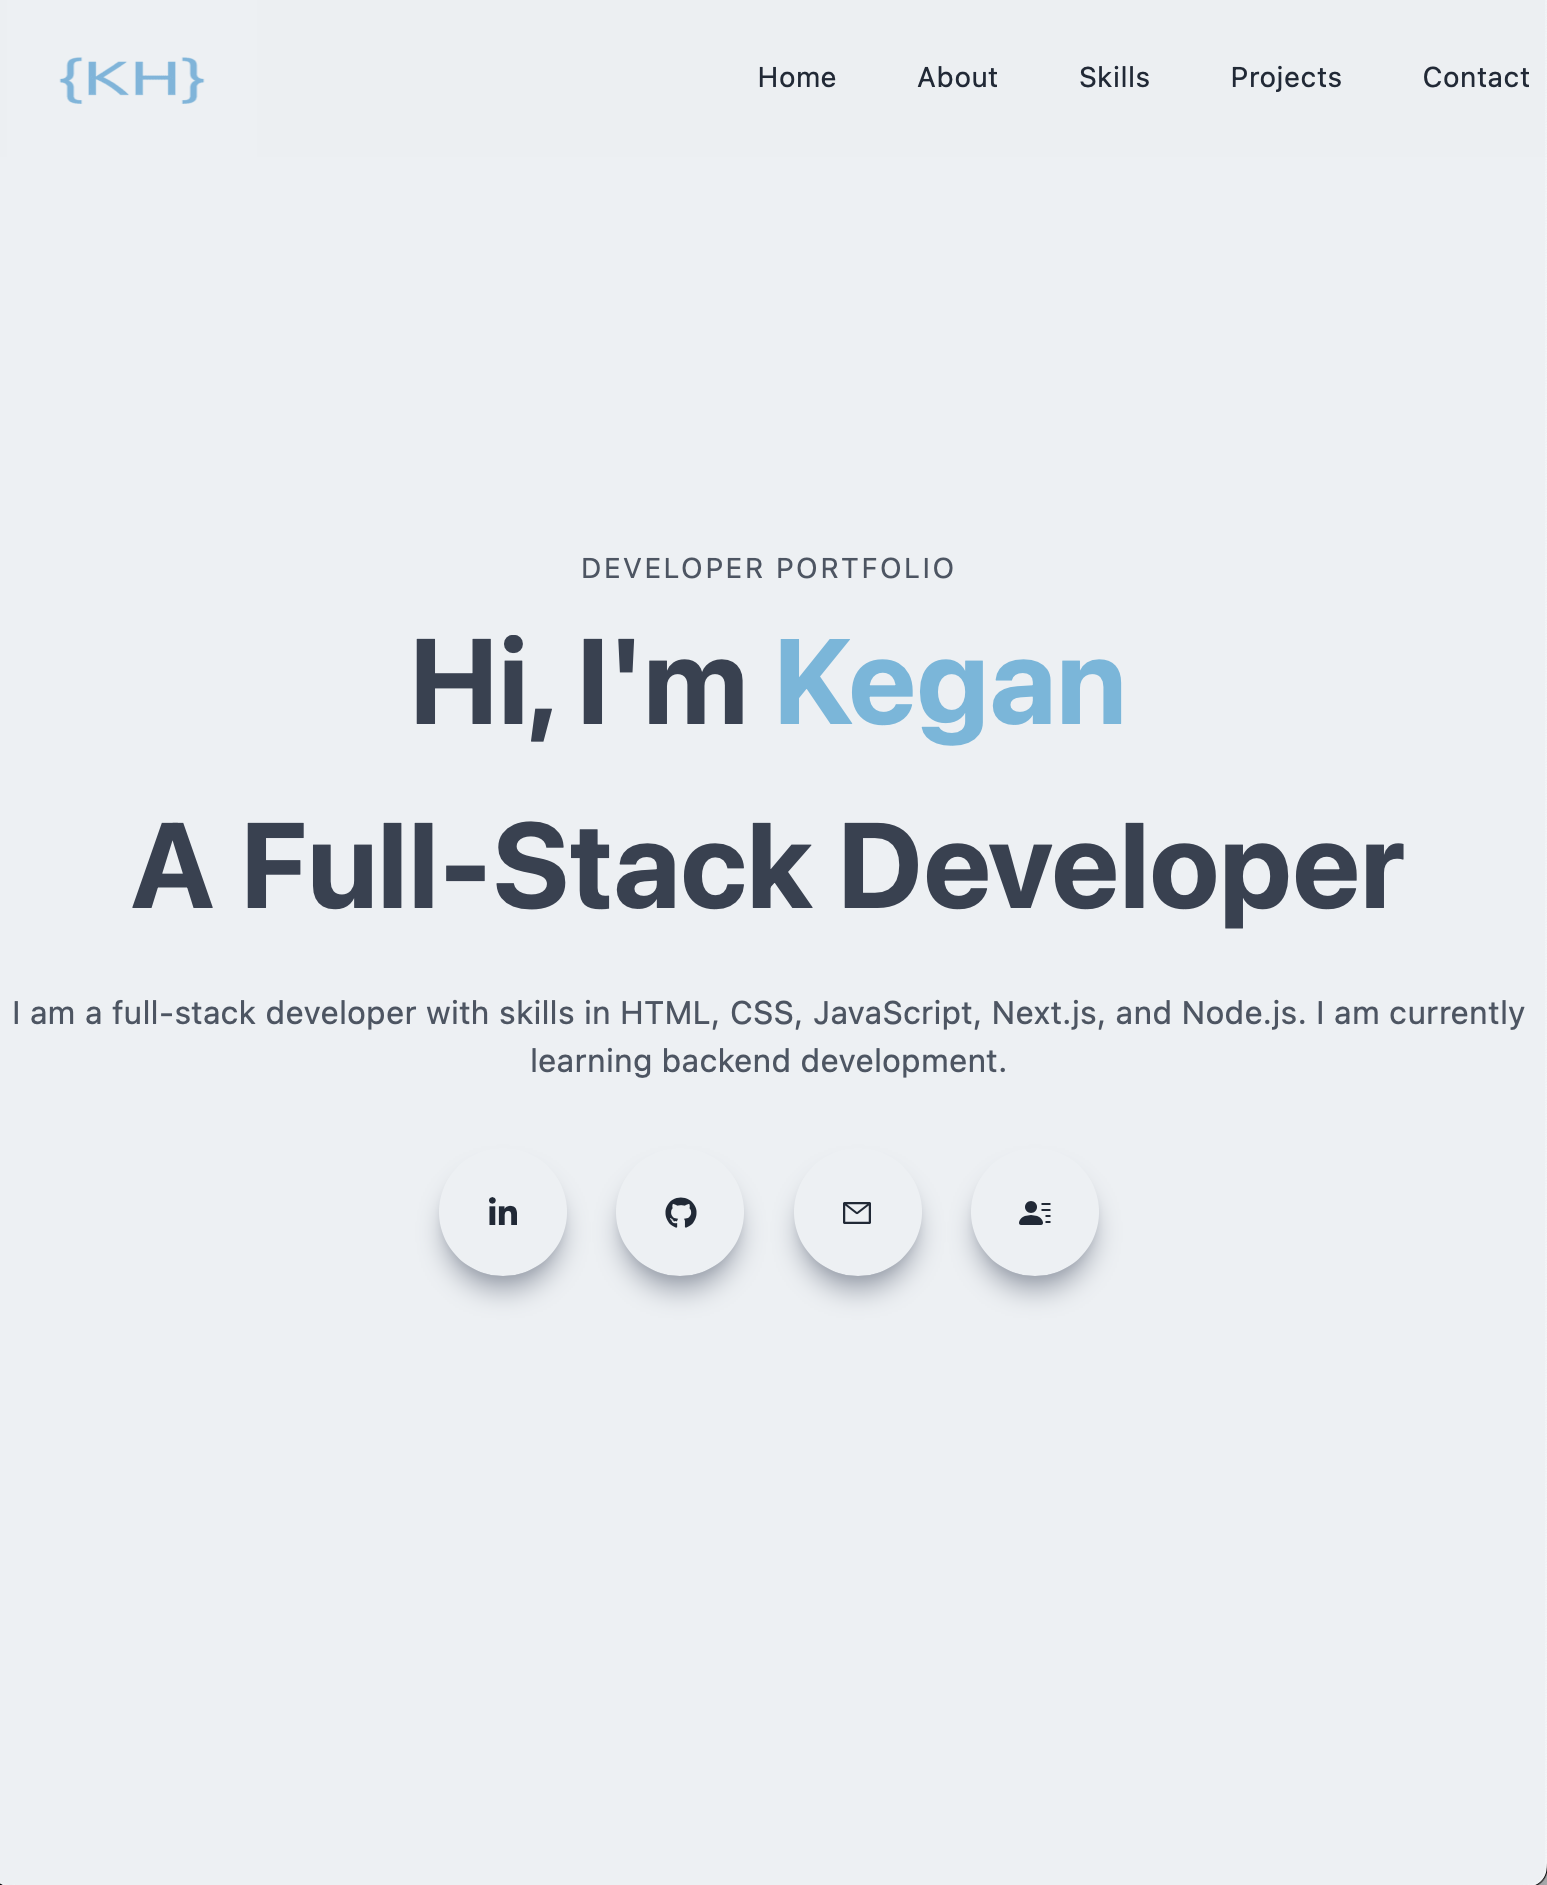 {KH}
Home About Skills Projects Contact
DEVELOPER PORTFOLIO
Hi, I'm Kegan
A Full-Stack Developer
I am a full-stack developer with skills in HTML, CSS, JavaScript, Next.js, and Node.js. I am currently
learning backend development.
in